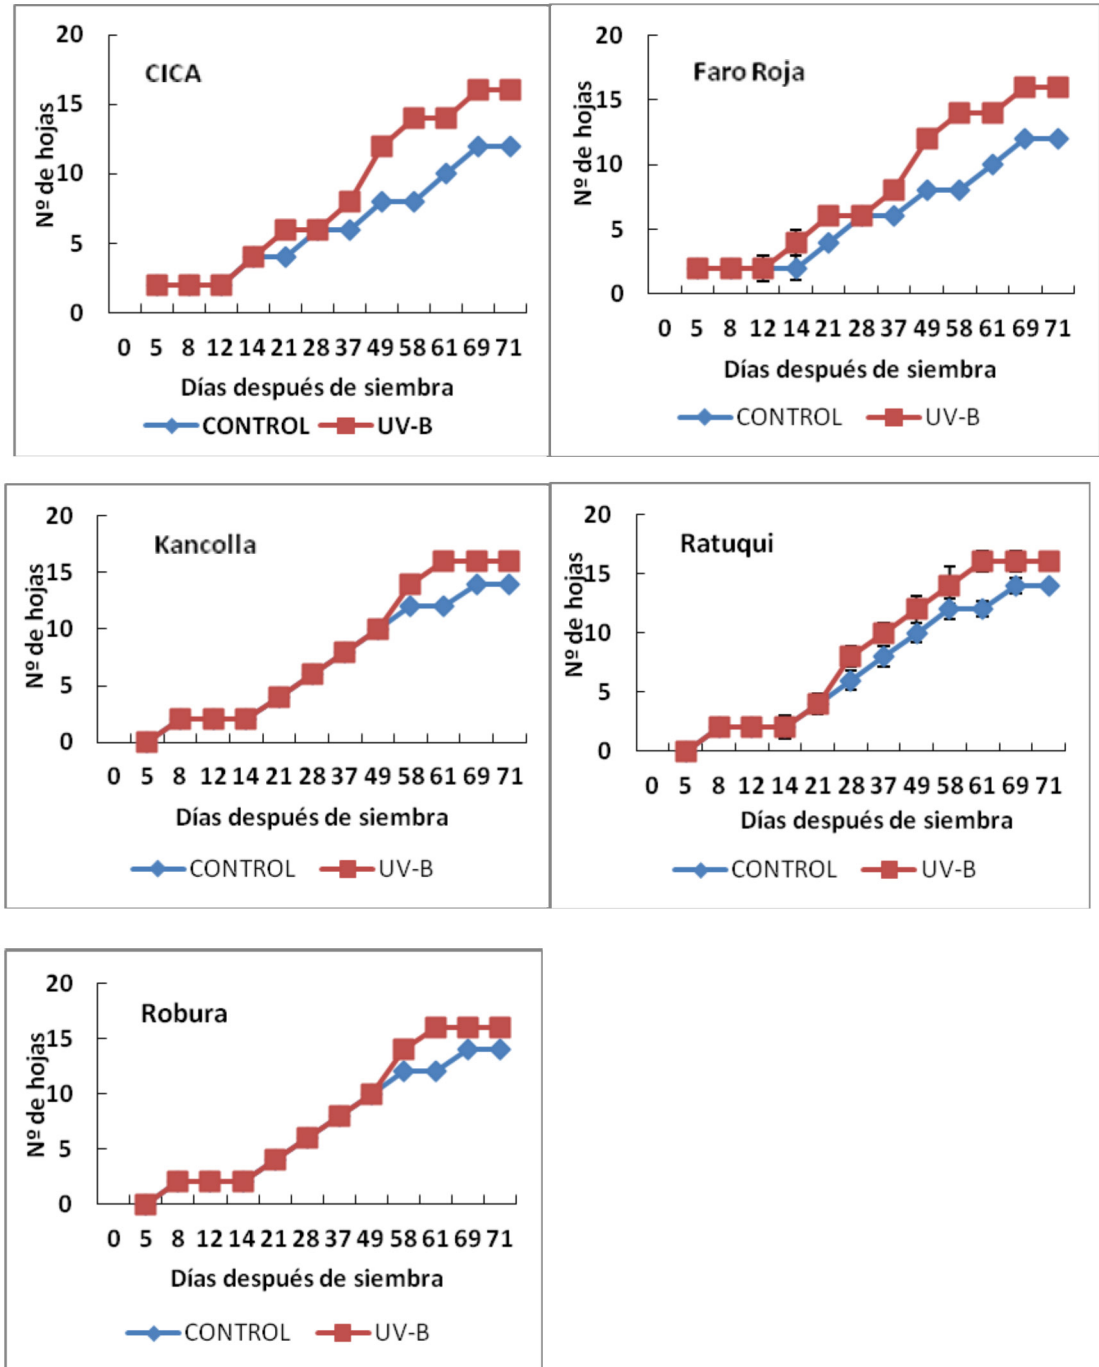 CICA
Nº de hojas
20
15
10
5
0
0 5 8 12 14 21 28 37 49 58 61 69 71
Días después de siembra
CONTROL UV-B
Faro Roja
Nº de hojas
20
15
10
5
0
0 5 8 12 14 21 28 37 49 58 61 69 71
Días después de siembra
CONTROL UV-B
Kancolla
Nº de hojas
20
15
10
5
0
0 5 8 12 14 21 28 37 49 58 61 69 71
Días después de siembra
CONTROL UV-B
Ratuqui
Nº de hojas
20
15
10
5
0
0 5 8 12 14 21 28 37 49 58 61 69 71
Días después de siembra
CONTROL UV-B
Robura
Nº de hojas
20
15
10
5
0
0 5 8 12 14 21 28 37 49 58 61 69 71
Días después de siembra
CONTROL UV-B